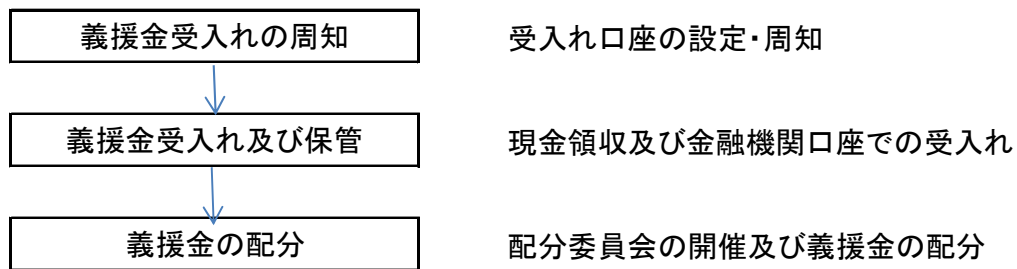 義援金受入れの周知
受入れ口座の設定・周知
義援金受入れ及び保管
現金領収及び金融機関口座での受入れ
義援金の配分
配分委員会の開催及び義援金の配分